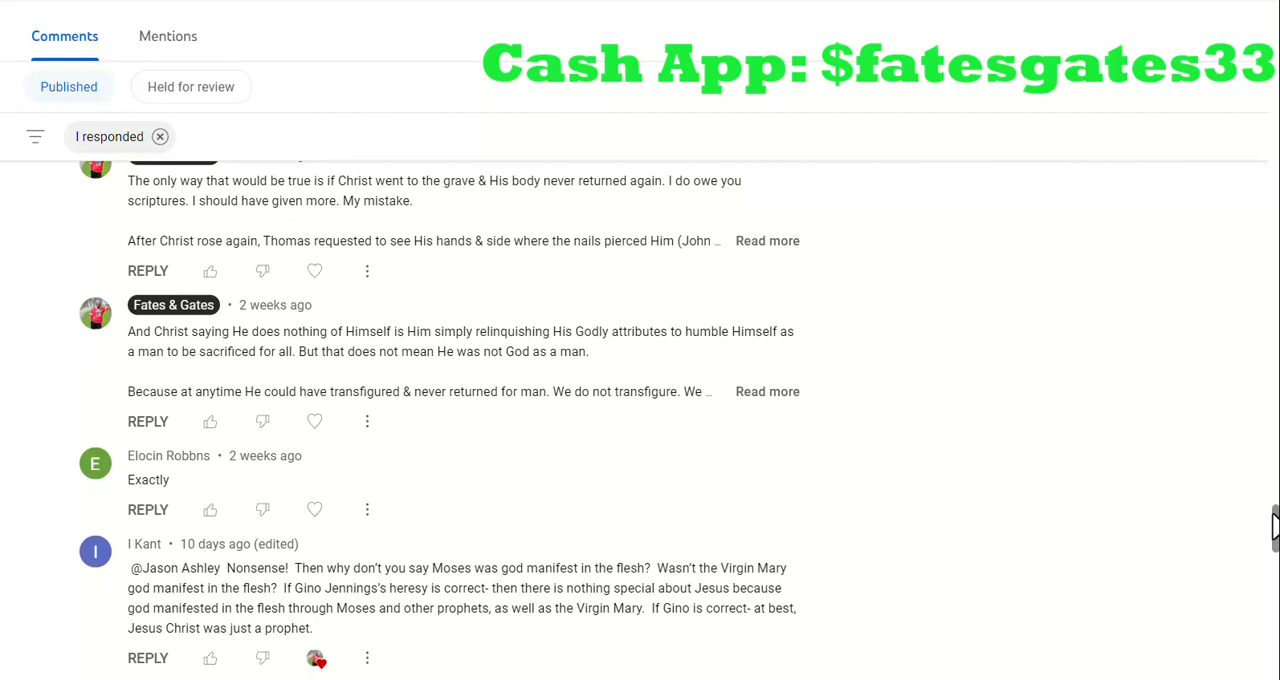 Comments
Mentions
Cash App: $fatesgates33
Published
Held for review
I responded
The only way that would be true is if Christ went to the grave & His body never returned again. I do owe you
scriptures. I should have given more. My mistake.
After Christ rose again, Thomas requested to see His hands & side where the nails pierced Him (John ...
Read more
REPLY
Fates & Gates • 2 weeks ago
And Christ saying He does nothing of Himself is Him simply relinquishing His Godly attributes to humble Himself as
a man to be sacrificed for all. But that does not mean He was not God as a man.
Because at anytime He could have transfigured & never returned for man. We do not transfigure. We ...
Read more
REPLY
E
Elocin Robbns • 2 weeks ago
Exactly
REPLY
I
I Kant • 10 days ago (edited)
@Jason Ashley Nonsense! Then why don't you say Moses was god manifest in the flesh? Wasn't the Virgin Mary
god manifest in the flesh? If Gino Jennings's heresy is correct- then there is nothing special about Jesus because
god manifested in the flesh through Moses and other prophets, as well as the Virgin Mary. If Gino is correct- at best,
Jesus Christ was just a prophet.
REPLY